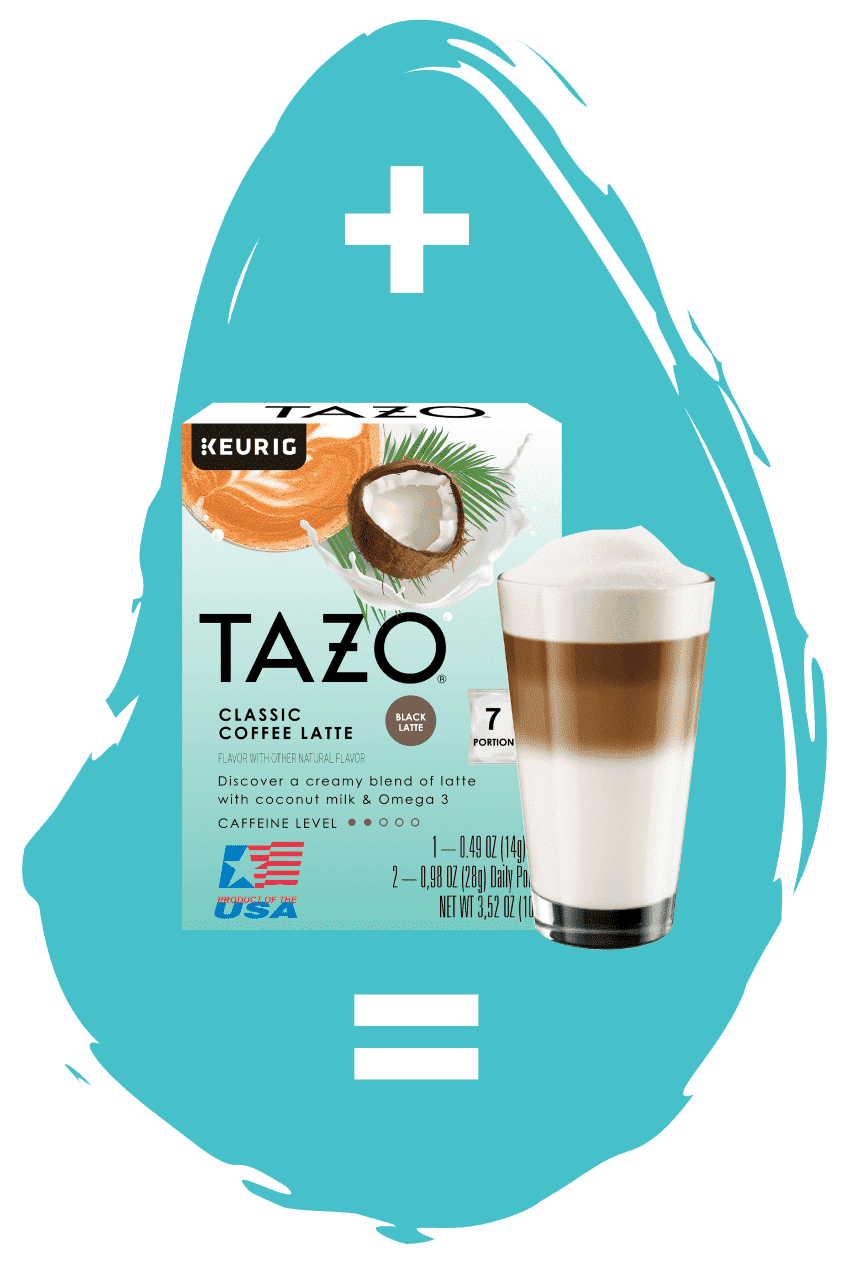 +
TAZO
KEURIG
TAZO®
CLASSIC
COFFEE LATTE
BLACK
LATTE
7
PORTION
FLAVOR WITH OTHER NATURAL FLAVOR
Discover a creamy blend of latte
with coconut milk & Omega 3
CAFFEINE LEVEL
1 — 0.49 OZ (14g)
2 — 0,98 OZ (28g) Daily Po
NET WT 3,52 OZ (10
PRODUCT OF THE
USA
=